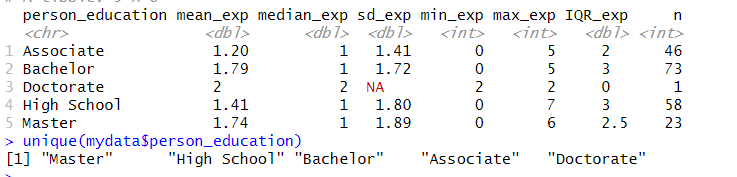 person_education mean_exp median_exp sd_exp min_exp max_exp IQR_exp n
<chr> <dbl> <dbl> <dbl> <int> <int> <dbl> <int>
1 Associate 1.20 1 1.41 0 5 2 46
2 Bachelor 1.79 1 1.72 0 5 3 73
3 Doctorate 2 2 NA 2 2 0 1
4 High School 1.41 1 1.80 0 7 3 58
5 Master 1.74 1 1.89 0 6 2.5 23
> unique(mydata$person_education)
[1] "Master" "High School" "Bachelor" "Associate" "Doctorate"
>